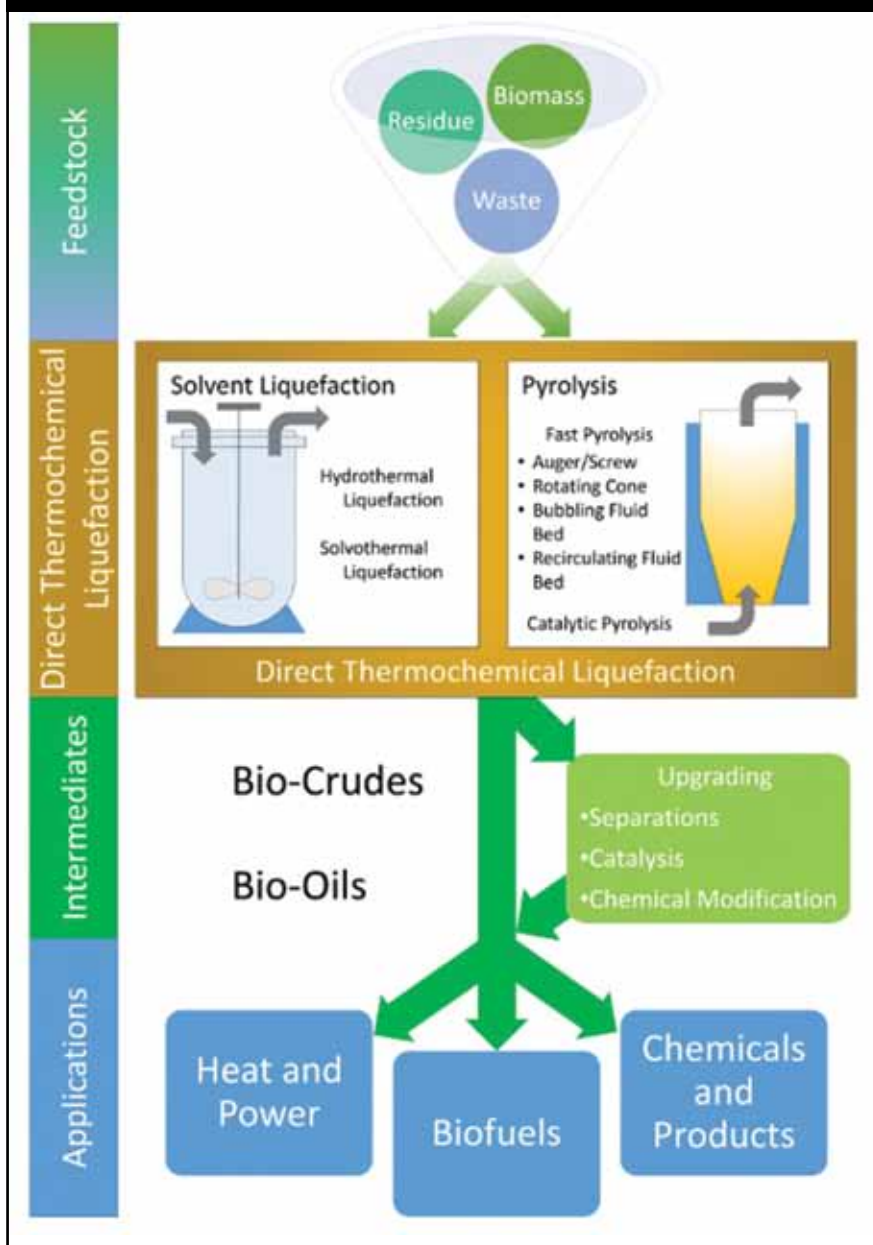 Feedstock
Residue
Biomass
Waste
Direct Thermochemical
Liquefaction
Solvent Liquefaction
Hydrothermal
Liquefaction
Solvothermal
Liquefaction
Pyrolysis
Fast Pyrolysis
• Auger/Screw
• Rotating Cone
• Bubbling Fluid
Bed
• Recirculating Fluid
Bed
Catalytic Pyrolysis
Direct Thermochemical Liquefaction
Intermediates
Bio-Crudes
Bio-Oils
Upgrading
•Separations
•Catalysis
•Chemical Modification
Applications
Heat and
Power
Biofuels
Chemicals
and
Products